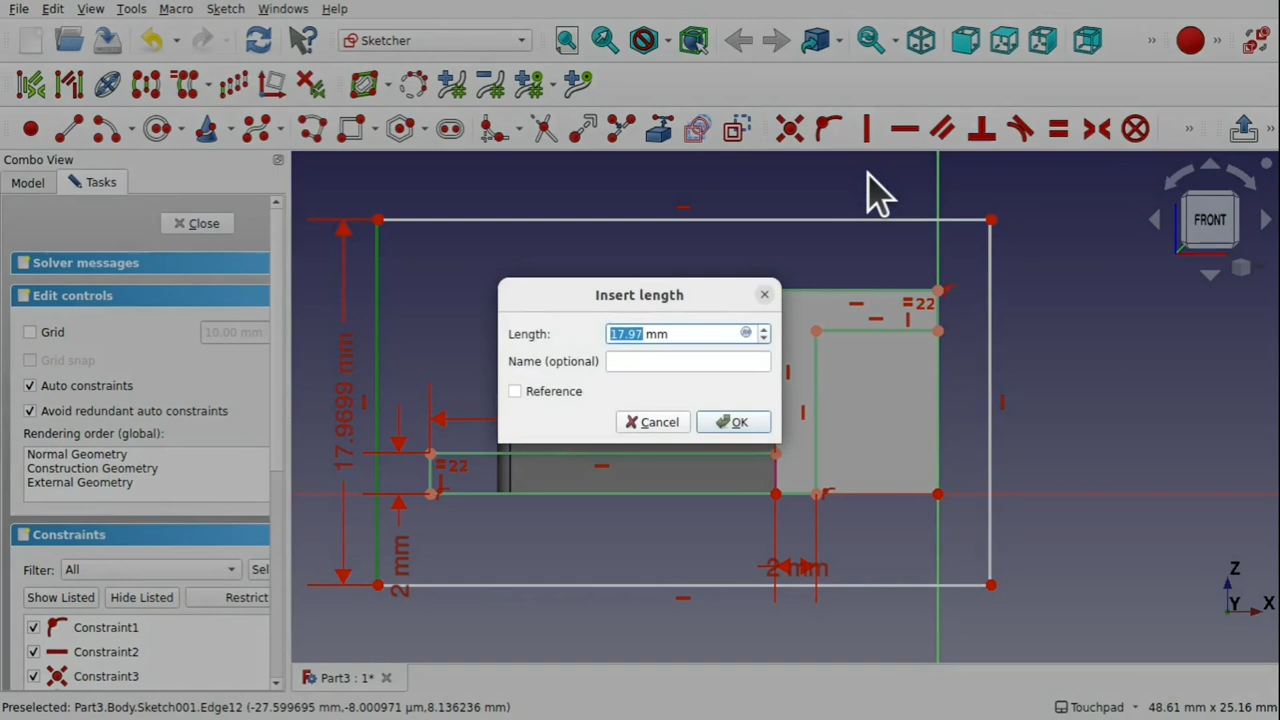 File Edit View Tools Sketch Windows Help
Sketcher
Combo View
Model Tasks
Close
Solver messages
Edit controls
Grid 10.00 mm
Grid snap
Auto constraints
Avoid redundant auto constraints
Rendering order (global):
Normal Geometry
Construction Geometry
External Geometry
Constraints
Filter: All Sel
Show Listed Hide Listed Restrict
Constraint1
Constraint2
Constraint3
17.9699 mm
2 mm
2 mm
22
22
Insert length
Length: 17.97 mm
Name (optional)
Reference
Cancel OK
FRONT
Z
Y X
Part3 : 1*
Preselected: Part3.Body.Sketch001.Edge12 (-27.599695 mm,-8.000971 µm,8.136236 mm)
Touchpad 48.61 mm x 25.16 mm